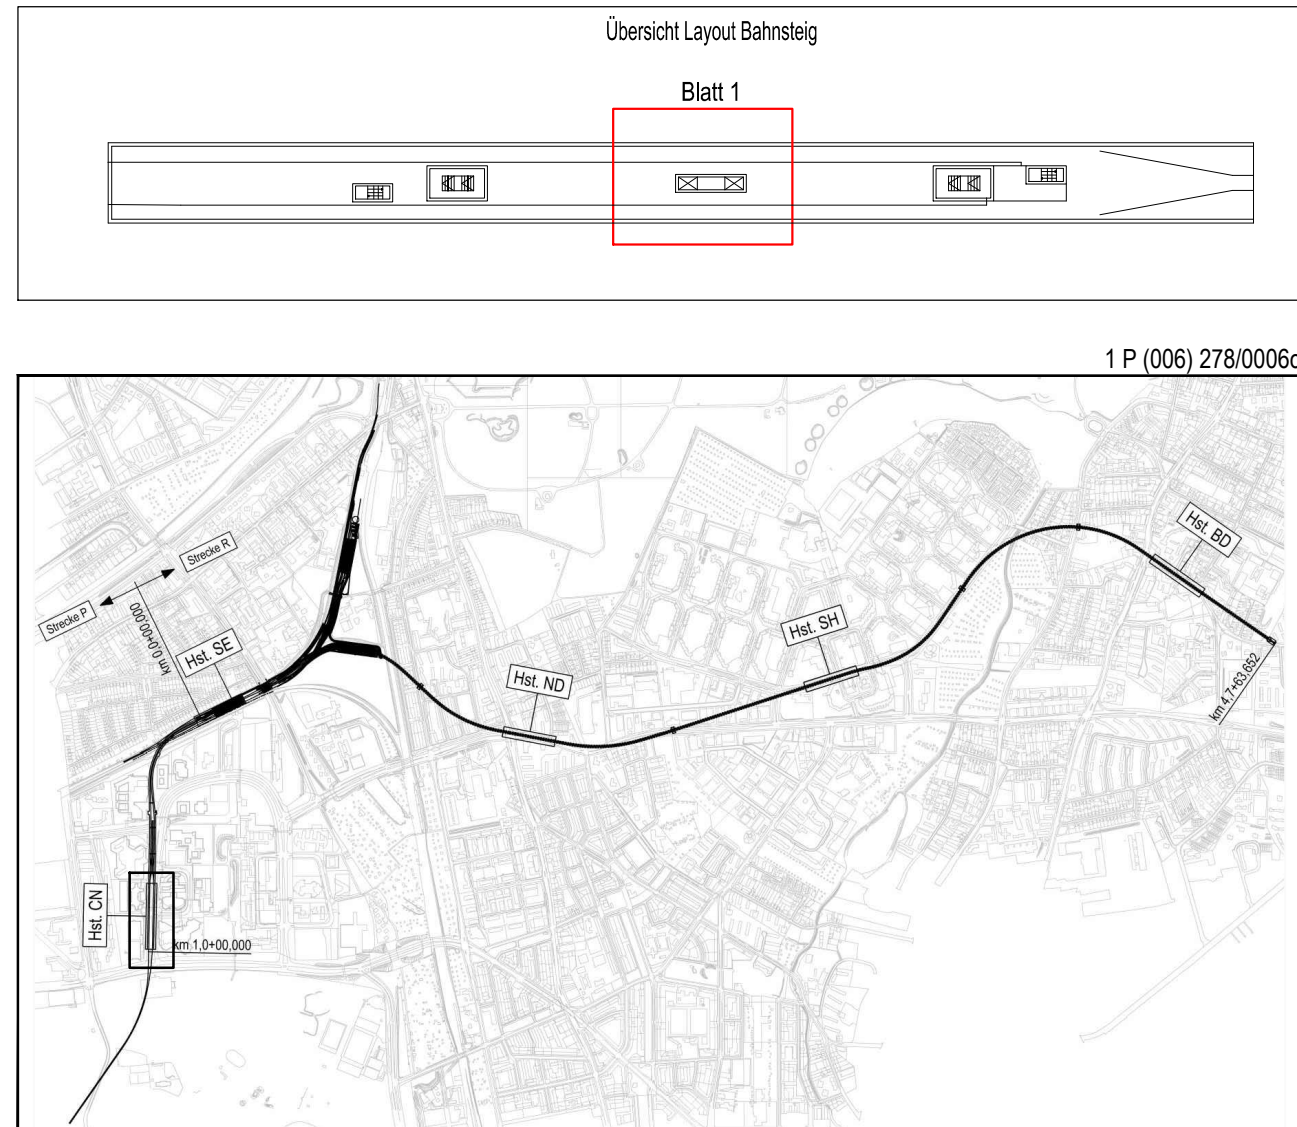 Übersicht Layout Bahnsteig
Blatt 1
1 P (006) 278/0006c
Strecke R
Strecke P
km 0,0+00,000
Hst. SE
Hst. ND
Hst. SH
Hst. BD
km 4,7+63,652
Hst. CN
km 1,0+00,000